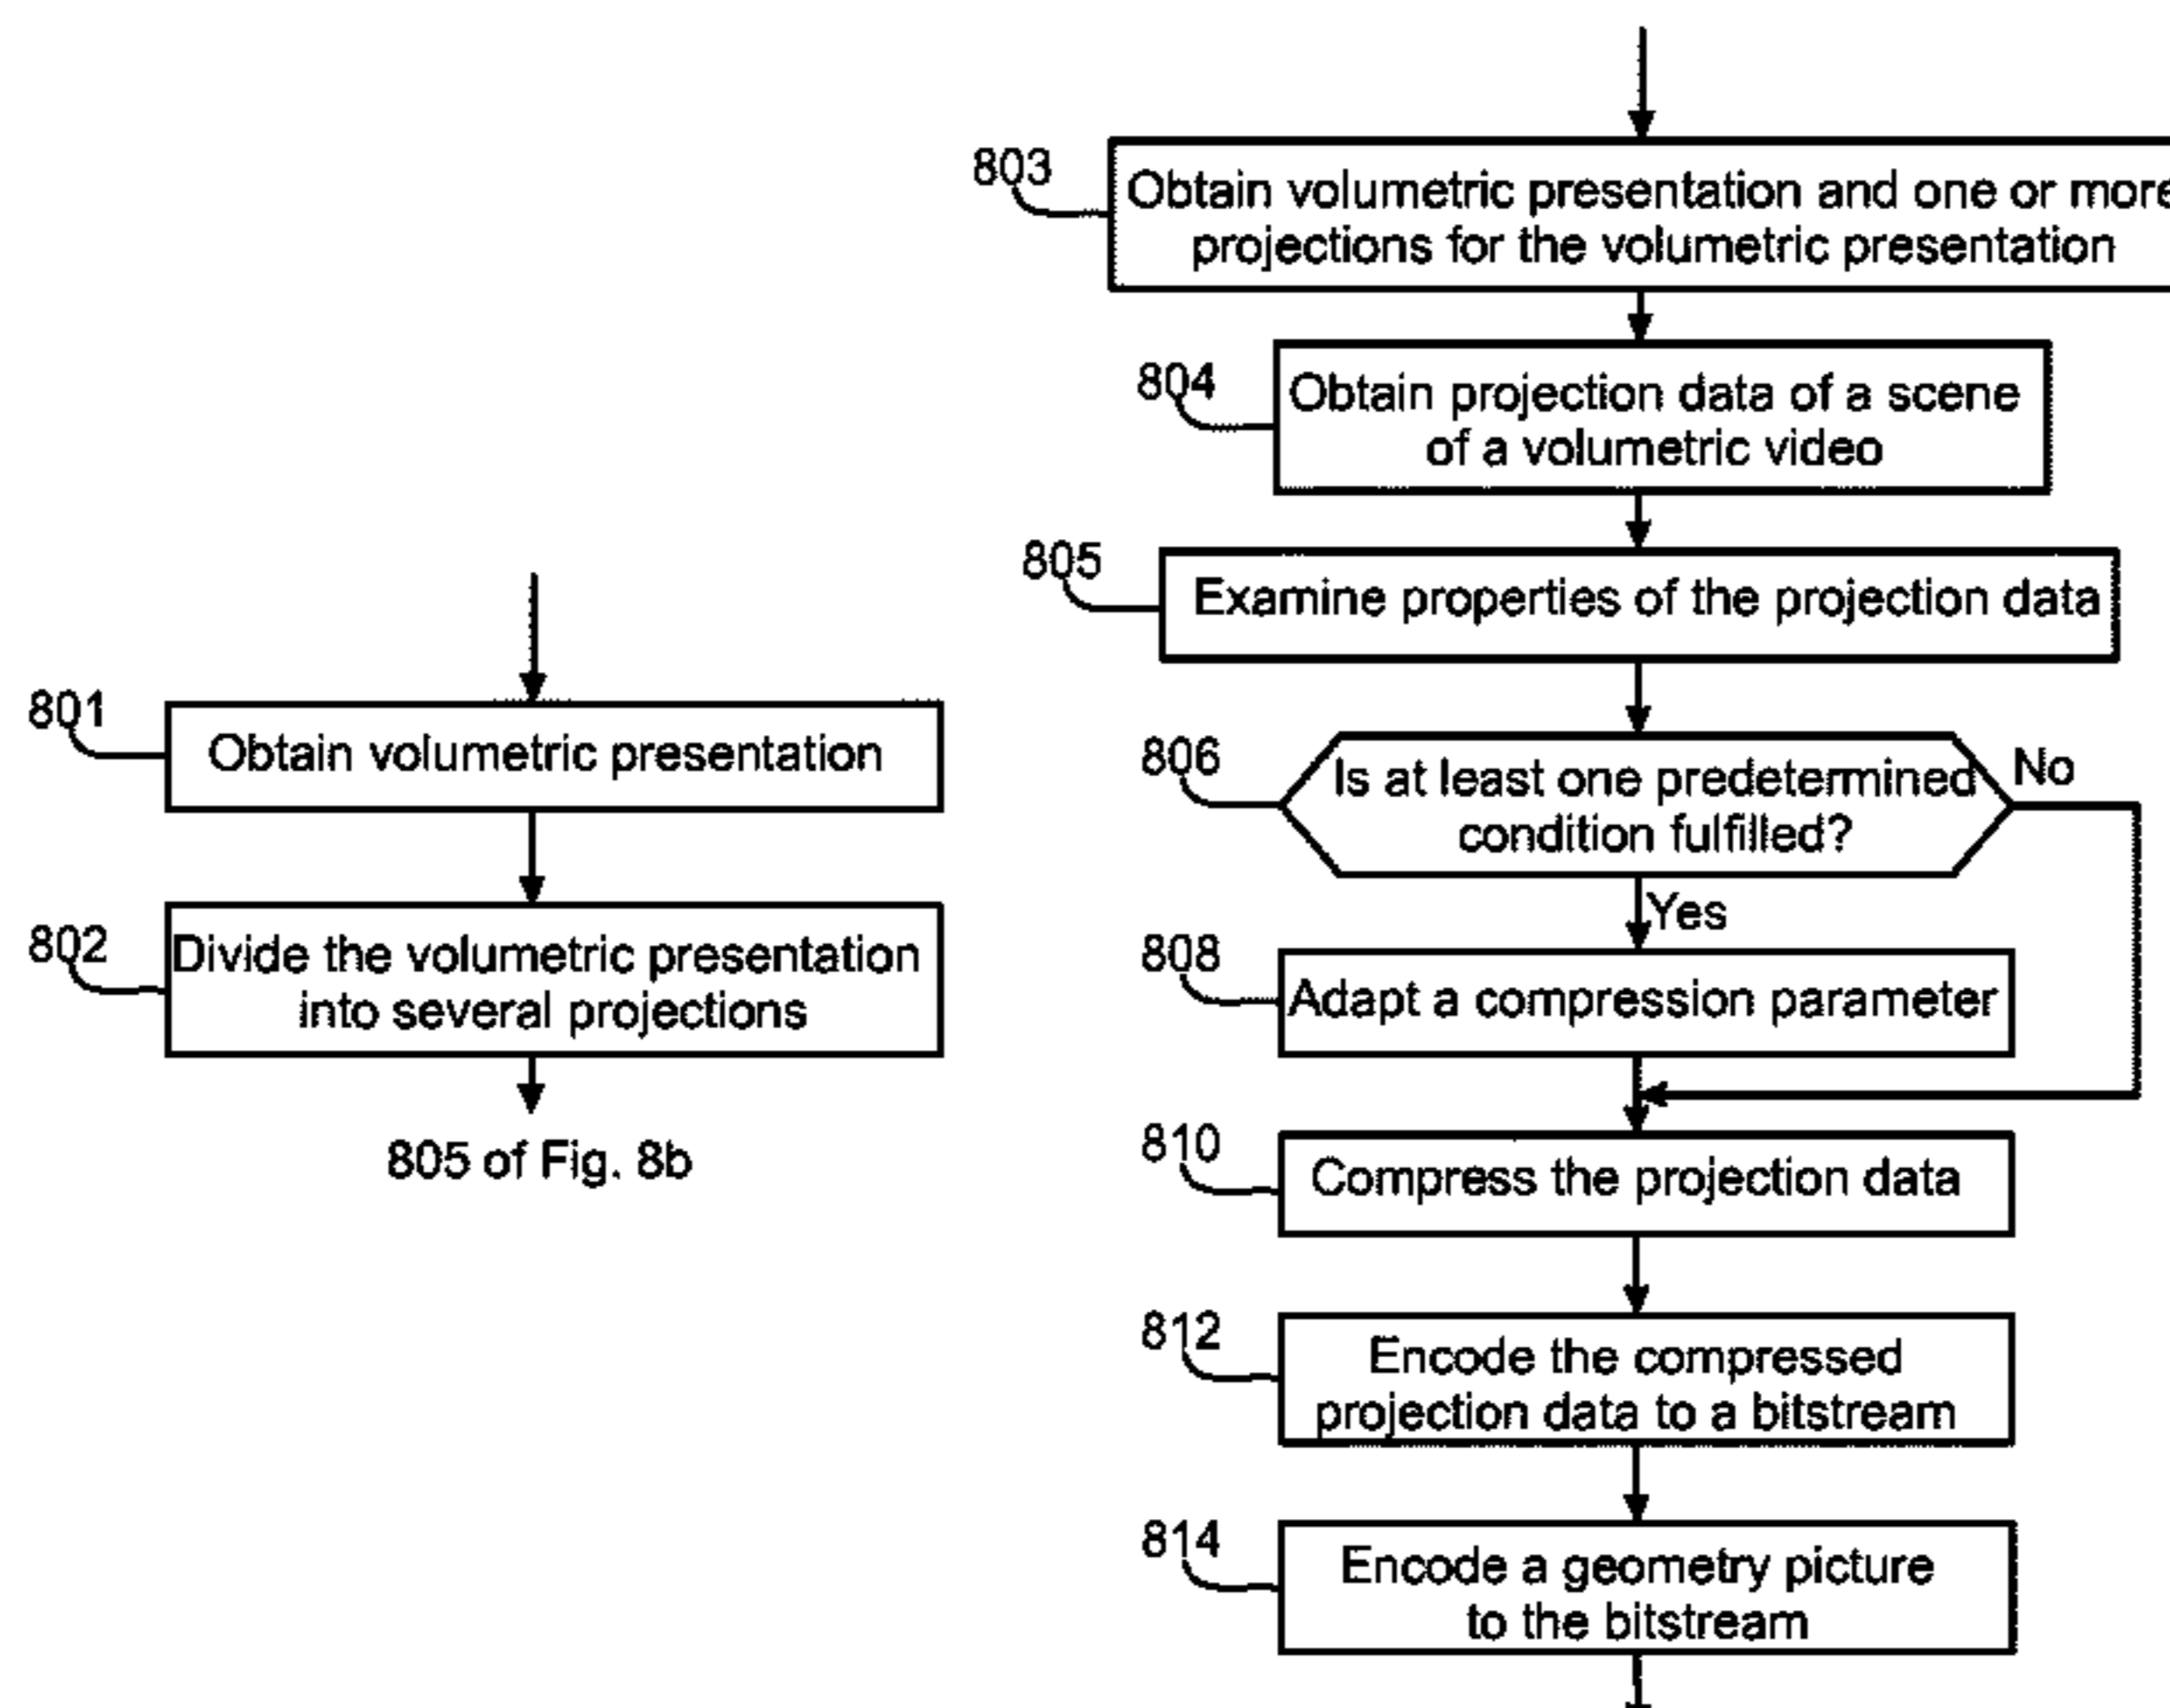 801
Obtain volumetric presentation
802
Divide the volumetric presentation
into several projections
805 of Fig. 8b
803
Obtain volumetric presentation and one or more
projections for the volumetric presentation
804
Obtain projection data of a scene
of a volumetric video
805
Examine properties of the projection data
806
Is at least one predetermined
condition fulfilled?
No
Yes
808
Adapt a compression parameter
810
Compress the projection data
812
Encode the compressed
projection data to a bitstream
814
Encode a geometry picture
to the bitstream